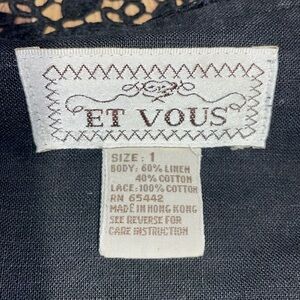 ET VOUS
SIZE: 1
BODY: 60% LINEN
40% COTTON
LACE: 100% COTTON
RN 65442
MADE IN HONG KONG
SEE REVERSE FOR
CARE INSTRUCTION